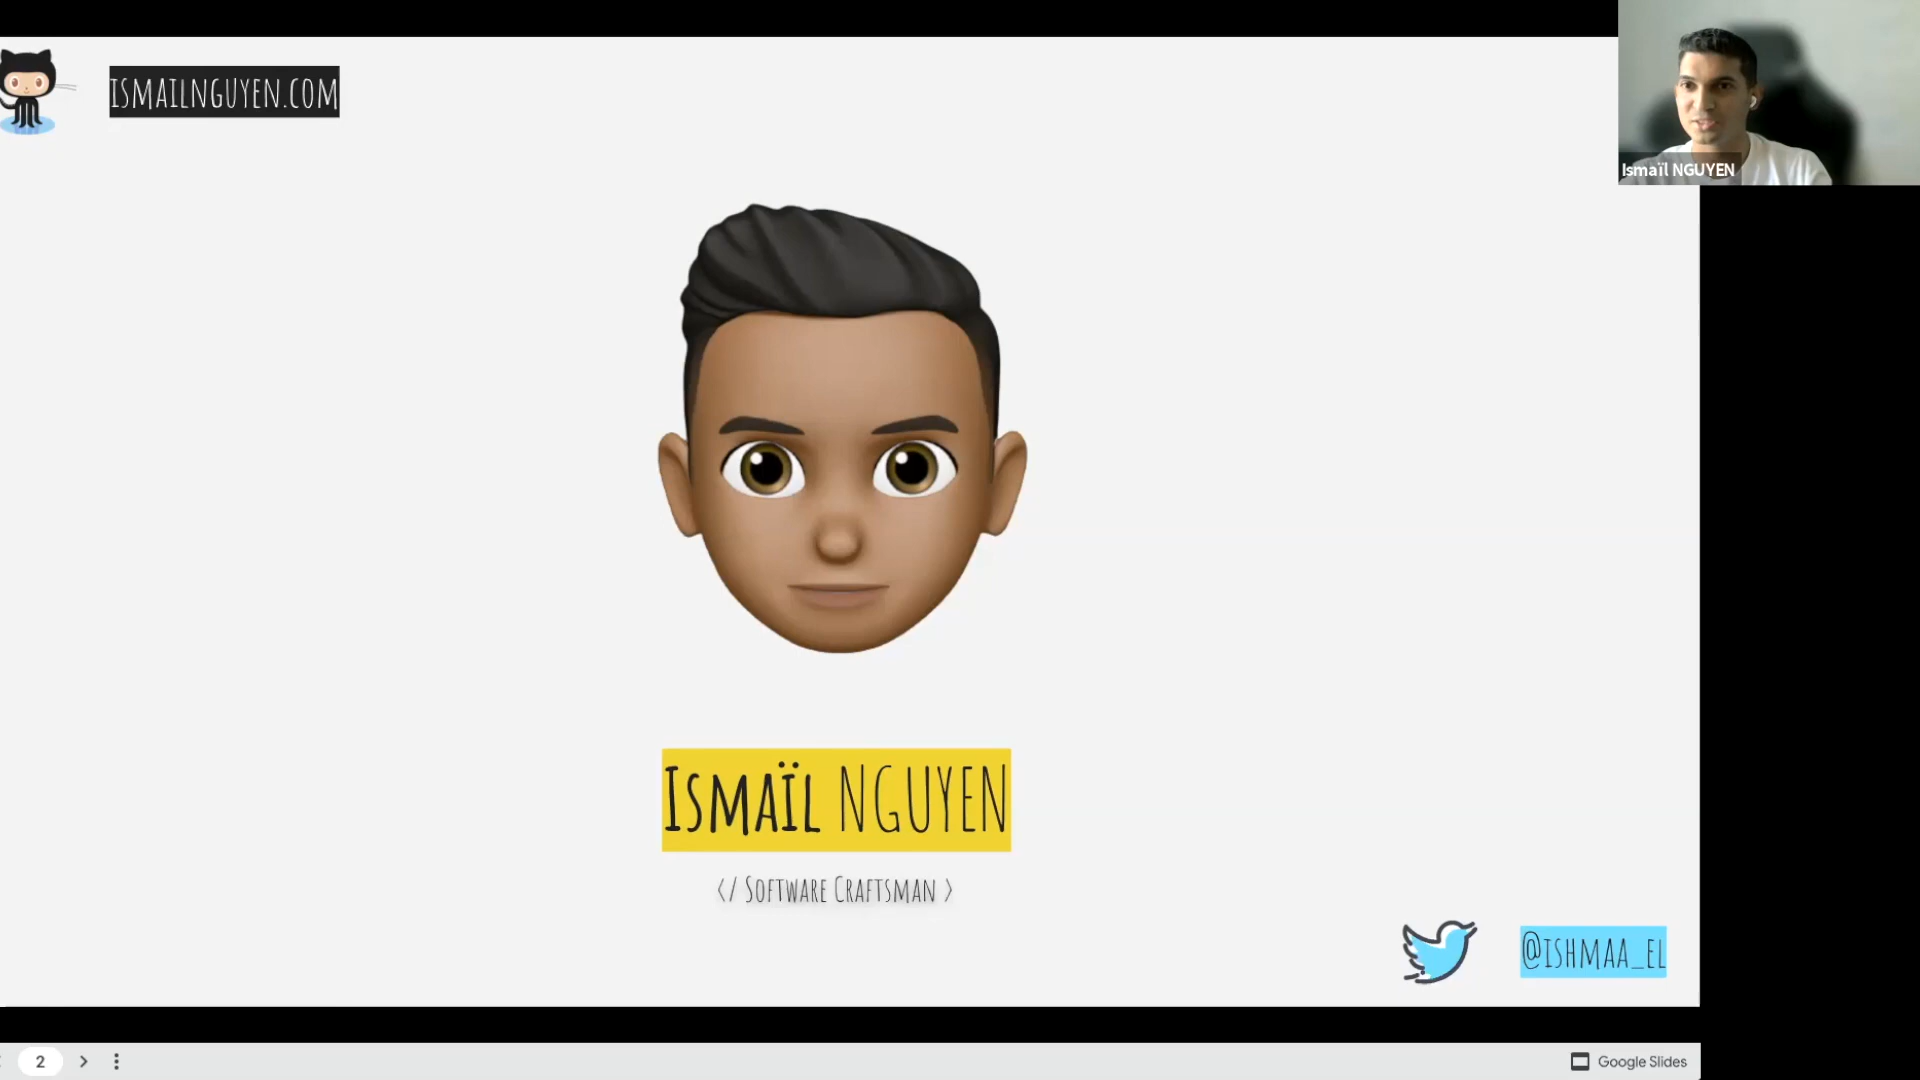 ISMAILNGUYEN.COM
Ismaïl NGUYEN
Ismaïl NGUYEN
</ Software Craftsman >
@ISHMAA_EL
2
Google Slides